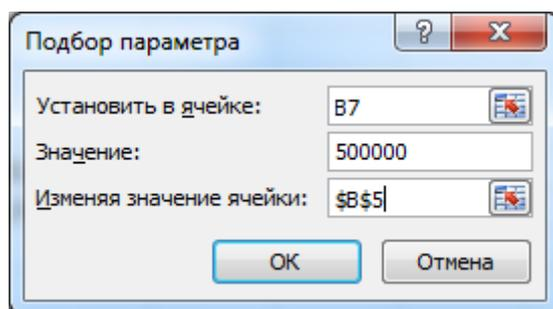 Подбор параметра
Установить в ячейке: B7
Значение: 500000
Изменяя значение ячейки: $B$5
ОК Отмена